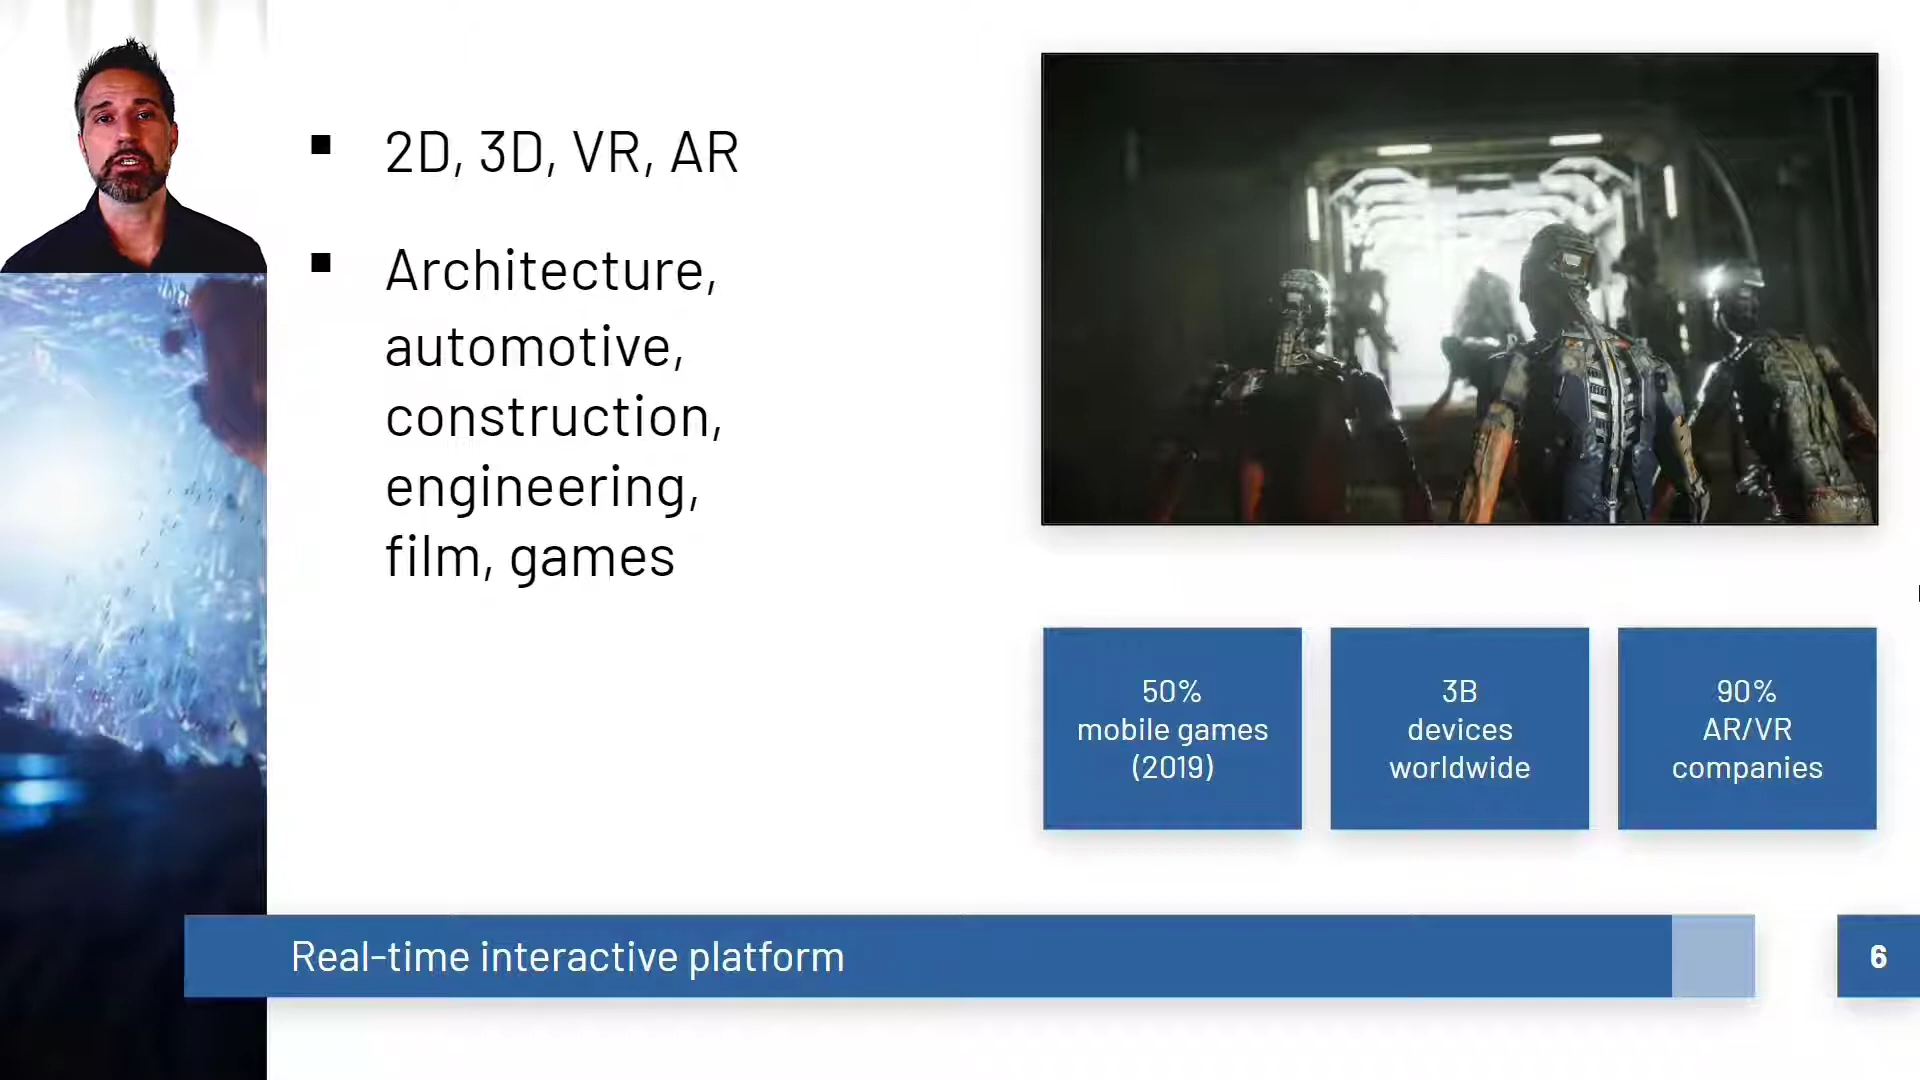 2D, 3D, VR, AR
Architecture,
automotive,
construction,
engineering,
film, games
50%
mobile games
(2019)
3B
devices
worldwide
90%
AR/VR
companies
Real-time interactive platform
6